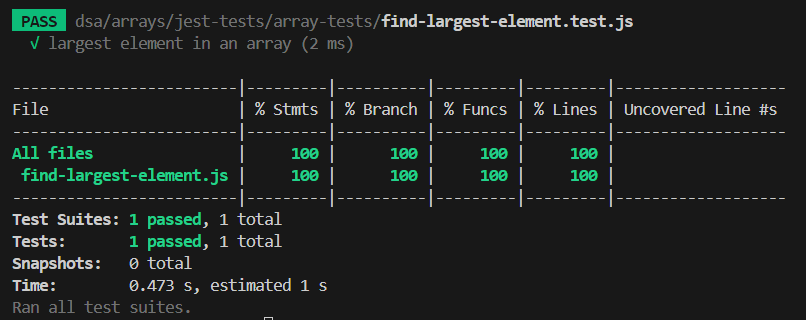 PASS dsa/arrays/jest-tests/array-tests/find-largest-element.test.js
√ largest element in an array (2 ms)
-------------------------|---------|----------|---------|---------|-------------------
File                     | % Stmts | % Branch | % Funcs | % Lines | Uncovered Line #s
-------------------------|---------|----------|---------|---------|-------------------
All files                |     100 |      100 |     100 |     100 |
 find-largest-element.js |     100 |      100 |     100 |     100 |
-------------------------|---------|----------|---------|---------|-------------------
Test Suites: 1 passed, 1 total
Tests:       1 passed, 1 total
Snapshots:   0 total
Time:        0.473 s, estimated 1 s
Ran all test suites.